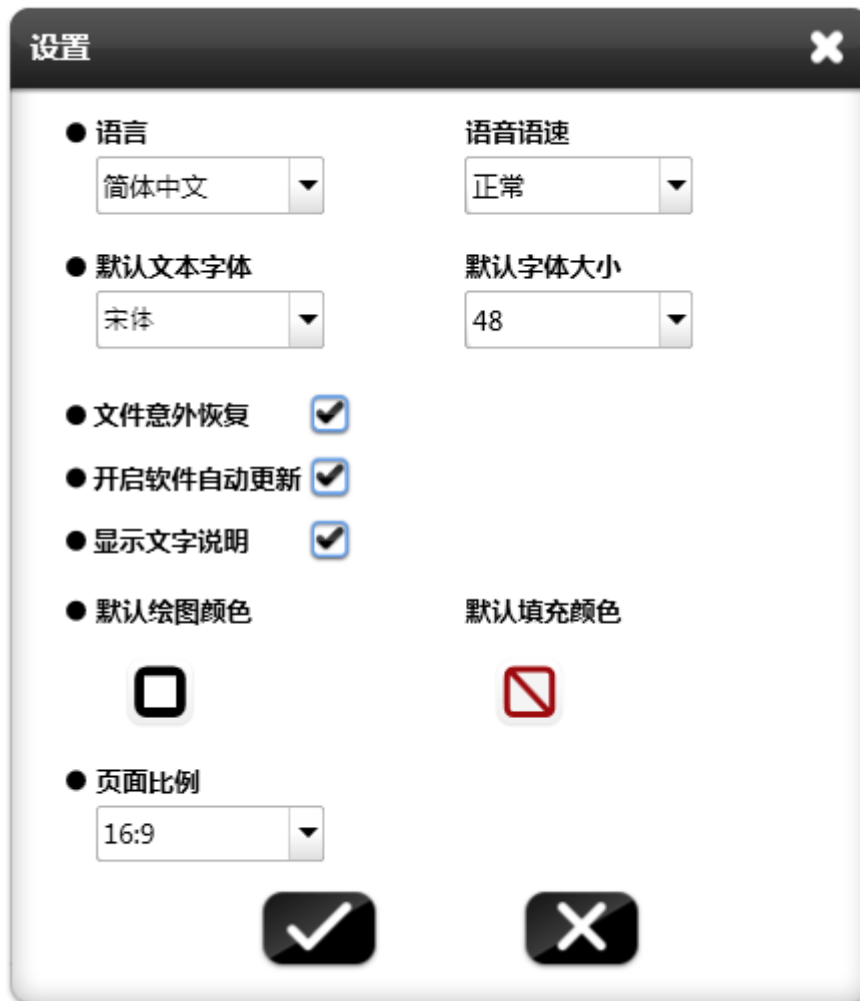 设置
语言 语音语速
简体中文 正常
默认文本字体 默认字体大小
宋体 48
文件意外恢复
开启软件自动更新
显示文字说明
默认绘图颜色 默认填充颜色
页面比例
16:9